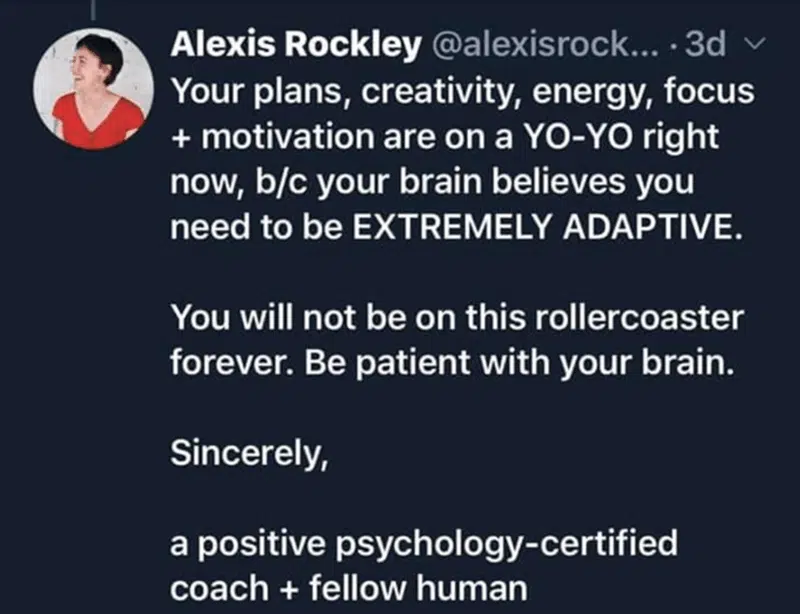 Alexis Rockley @alexisrock... · 3d
Your plans, creativity, energy, focus
+ motivation are on a YO-YO right
now, b/c your brain believes you
need to be EXTREMELY ADAPTIVE.
You will not be on this rollercoaster
forever. Be patient with your brain.
Sincerely,
a positive psychology-certified
coach + fellow human